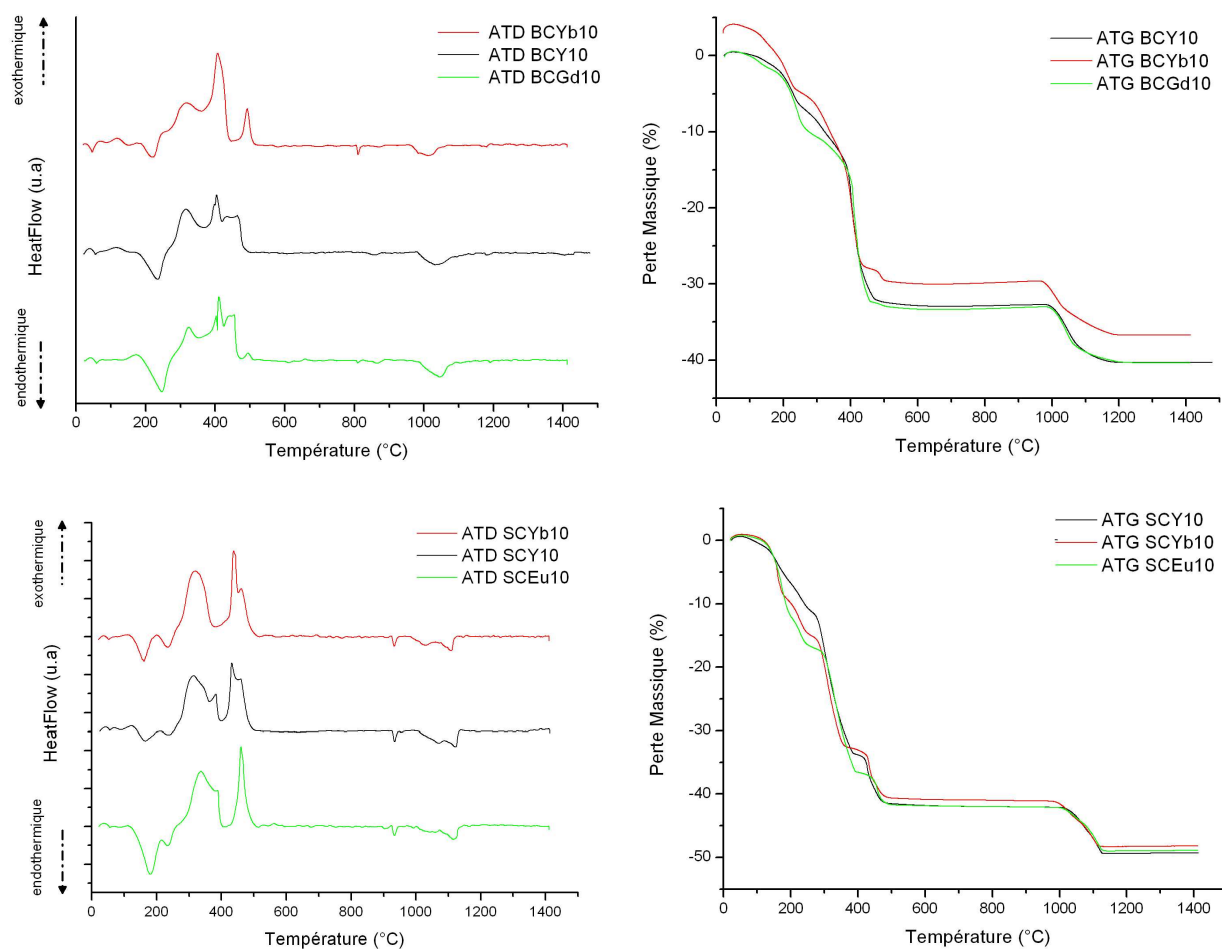 exothermique
HeatFlow (u.a)
endothermique
ATD BCYb10
ATD BCY10
ATD BCGd10
0 200 400 600 800 1000 1200 1400
Température (°C)
Perte Massique (%)
0
-10
-20
-30
-40
ATG BCY10
ATG BCYb10
ATG BCGd10
0 200 400 600 800 1000 1200 1400
Température (°C)
exothermique
HeatFlow (u.a)
endothermique
ATD SCYb10
ATD SCY10
ATD SCEu10
0 200 400 600 800 1000 1200 1400
Température (°C)
Perte Massique (%)
0
-10
-20
-30
-40
-50
ATG SCY10
ATG SCYb10
ATG SCEu10
0 200 400 600 800 1000 1200 1400
Température (°C)